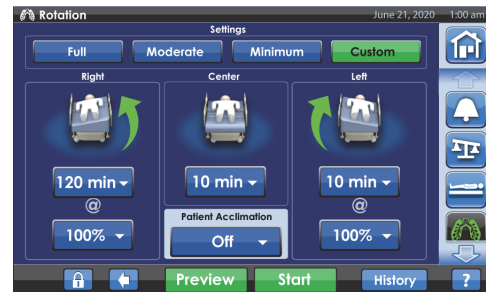 Rotation June 21, 2020 1:00 am
Settings
Full Moderate Minimum Custom
Right Center Left
120 min 10 min 10 min
@ @
Patient Acclimation
100% Off 100%
Preview Start History ?